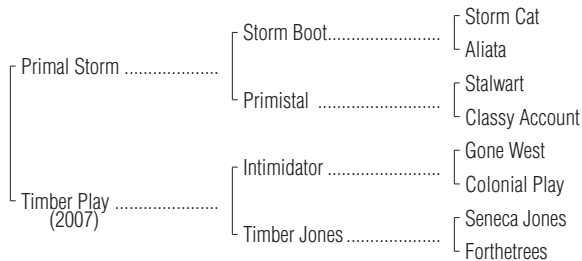 Storm Cat
Storm Boot
Aliata
Primal Storm
Stalwart
Primistal
Classy Account
Gone West
Intimidator
Colonial Play
Timber Play
(2007)
Seneca Jones
Timber Jones
Forthetrees